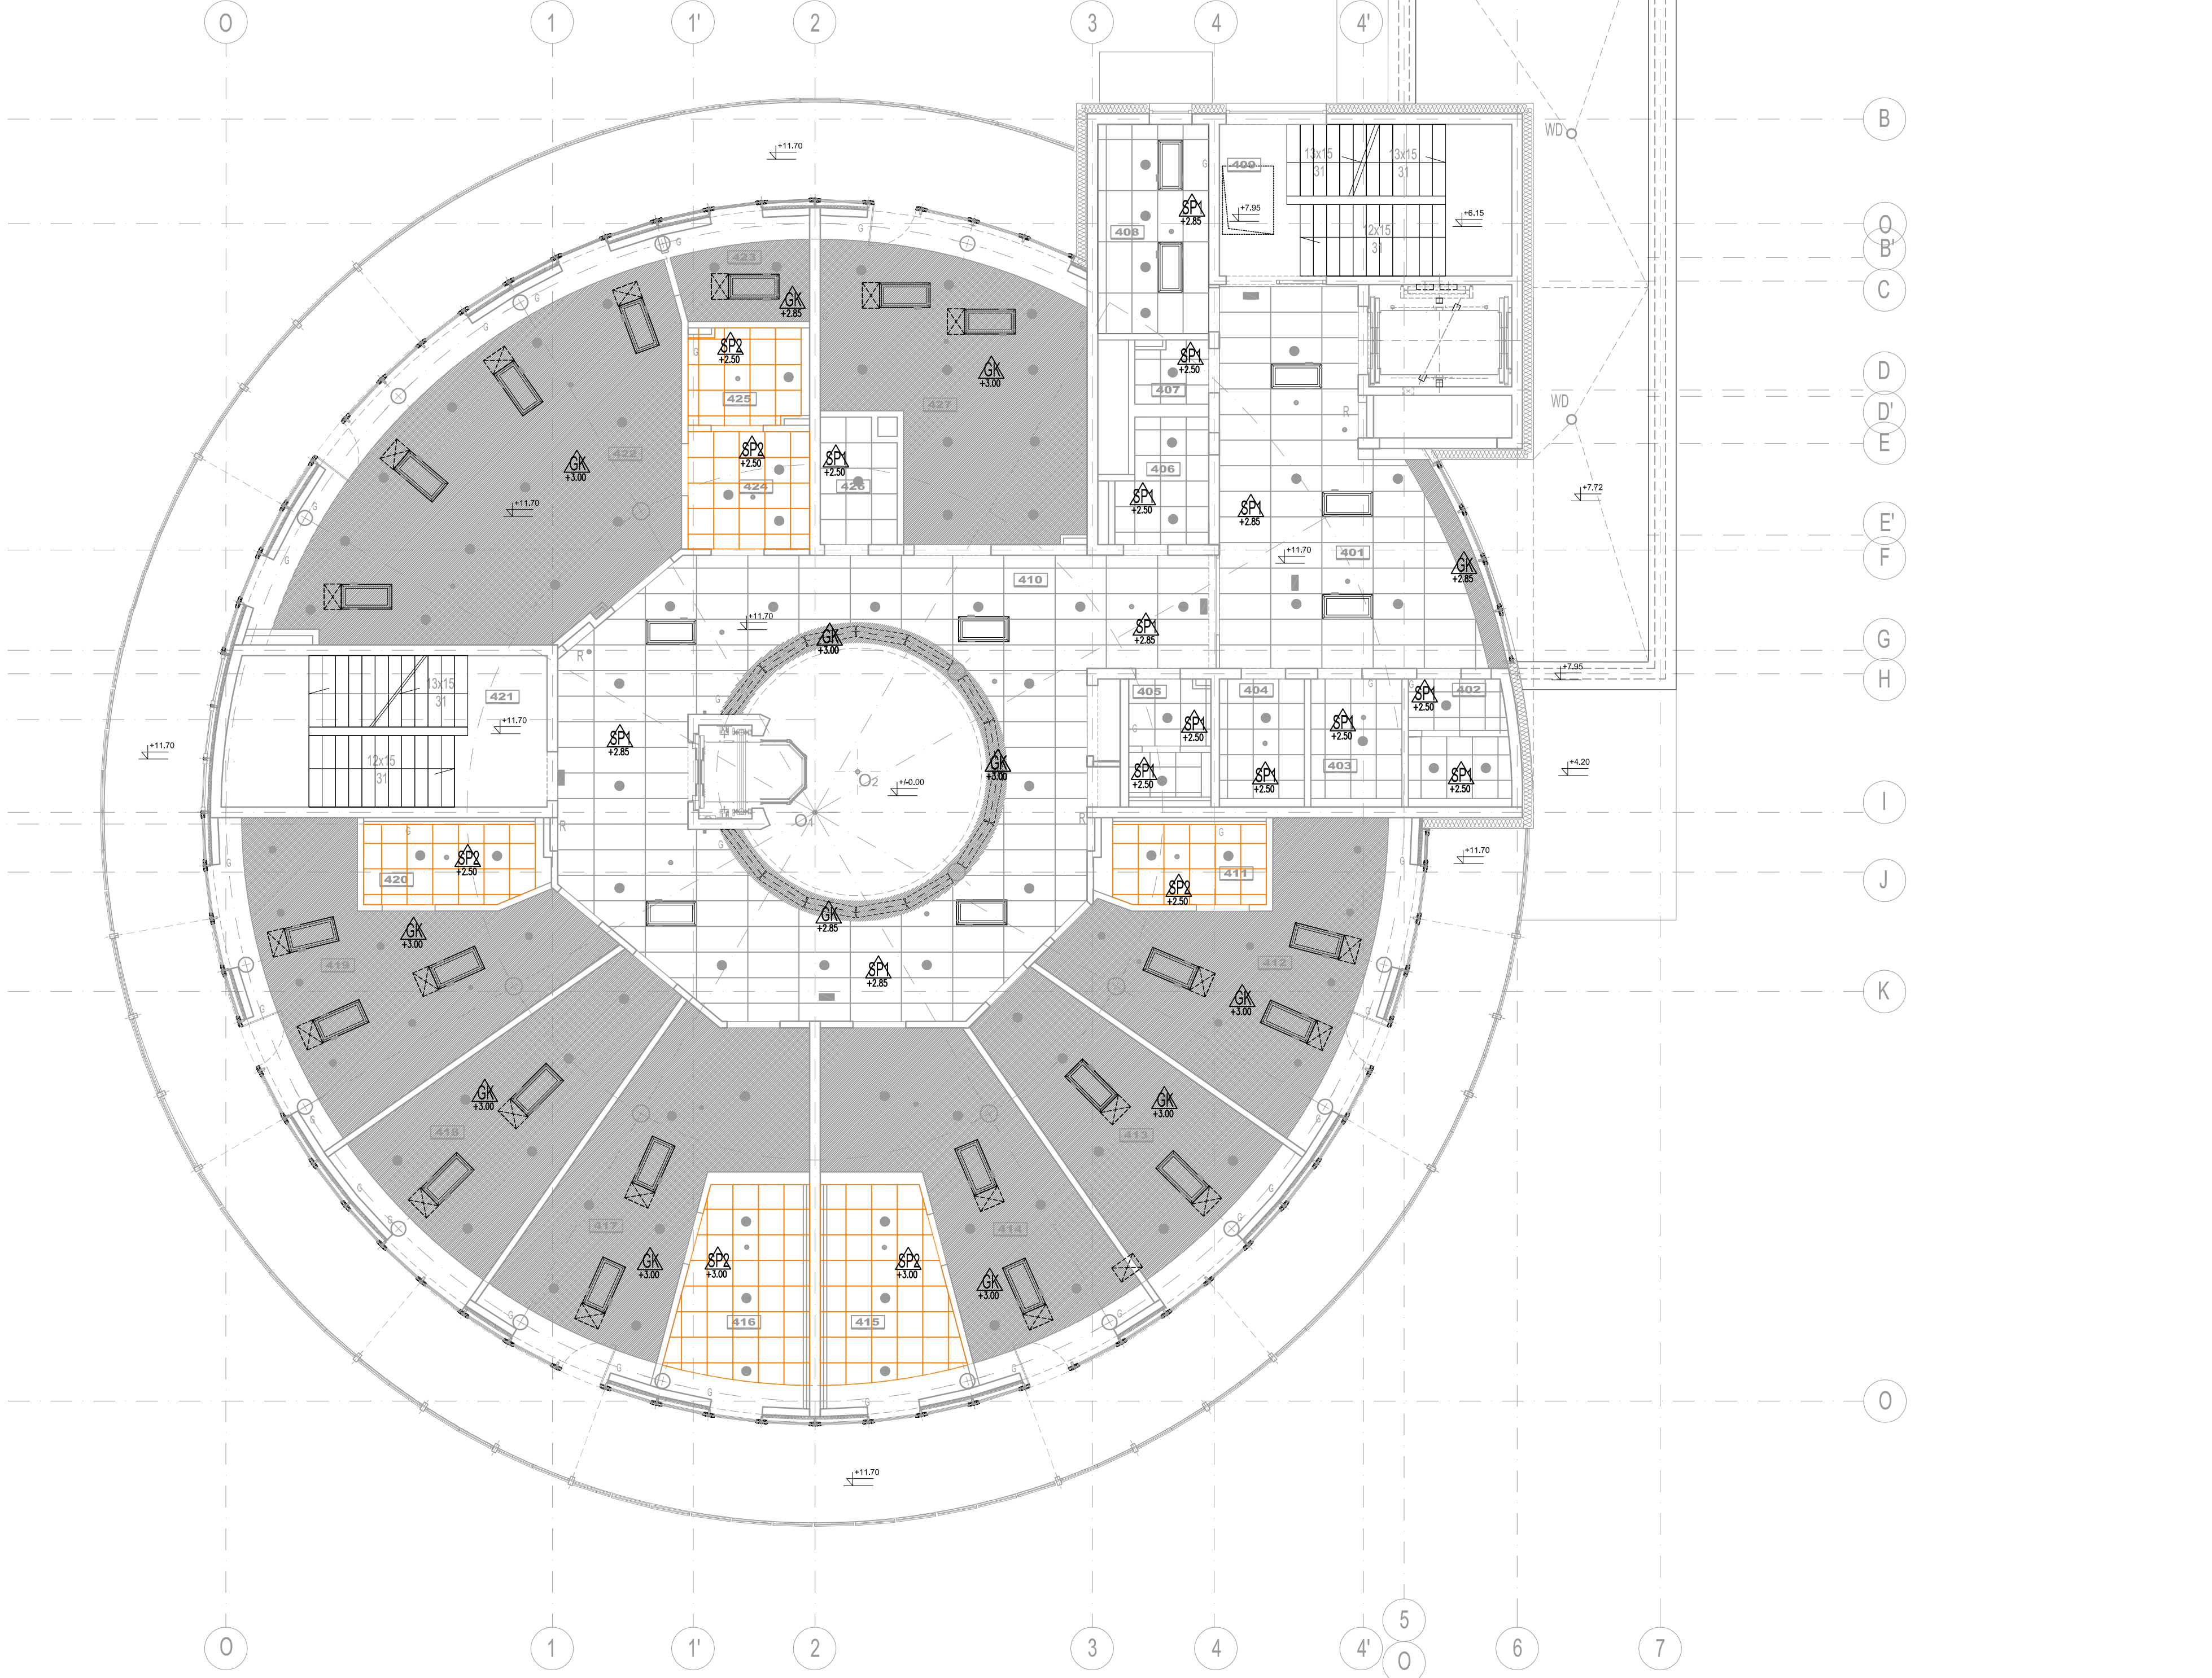 O 1 1' 2 3 4 4'
B
WD
+11.70
409
13x15 13x15
31 31
G
SP1
+2.85
+7.95
+6.15
O
408
12x15
31
B'
G
G
423
C
G
GK
+2.85
G
G
G
SP2
+2.50
G
SP1
+2.50
GK
+3.00
D
407
425
427
WD
R
D'
E
422
SP2
+2.50
SP1
+2.50
GK
+3.00
406
424
426
SP1
+2.50
+7.72
+11.70
SP1
+2.85
E'
G
+11.70
401
F
GK
+2.85
410
+11.70
SP1
+2.85
GK
+3.00
G
R
+7.95
H
13x15
31
421
405
404
G
G
402
SP1
+2.50
G
+11.70
SP1
+2.50
SP1
+2.50
G
+11.70
SP1
+2.85
12x15
31
GK
+3.00
403
+4.20
SP1
+2.50
SP1
+2.50
SP1
+2.50
O2
+/-0.00
I
O1
R
R
G
G
G
G
SP2
+2.50
+11.70
G
420
411
J
SP2
+2.50
GK
+3.00
GK
+2.85
419
412
SP1
+2.85
K
GK
+3.00
G
G
GK
+3.00
GK
+3.00
G
418
413
G
G
G
G
417
414
GK
+3.00
SP2
+3.00
SP2
+3.00
GK
+3.00
416
415
G
G
G
G
G
G
O
+11.70
5
O 1 1' 2 3 4 4' 6 7
O